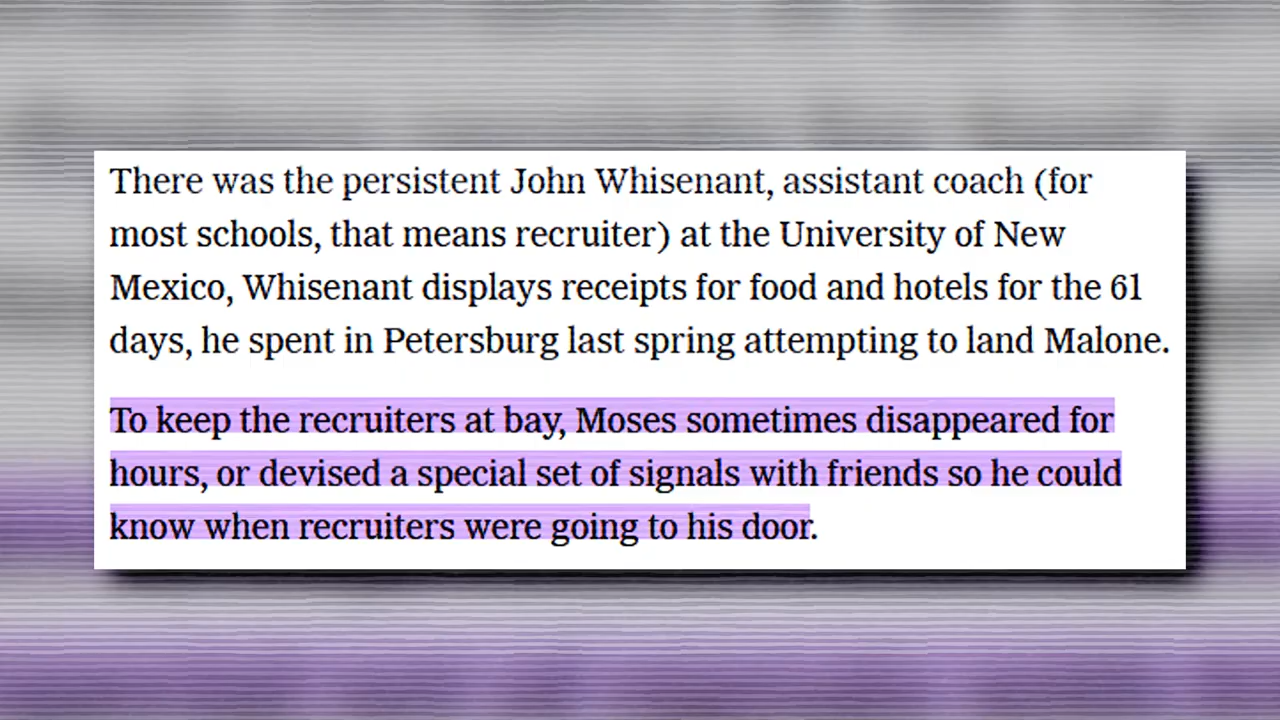 There was the persistent John Whisenant, assistant coach (for
most schools, that means recruiter) at the University of New
Mexico, Whisenant displays receipts for food and hotels for the 61
days, he spent in Petersburg last spring attempting to land Malone.
To keep the recruiters at bay, Moses sometimes disappeared for
hours, or devised a special set of signals with friends so he could
know when recruiters were going to his door.